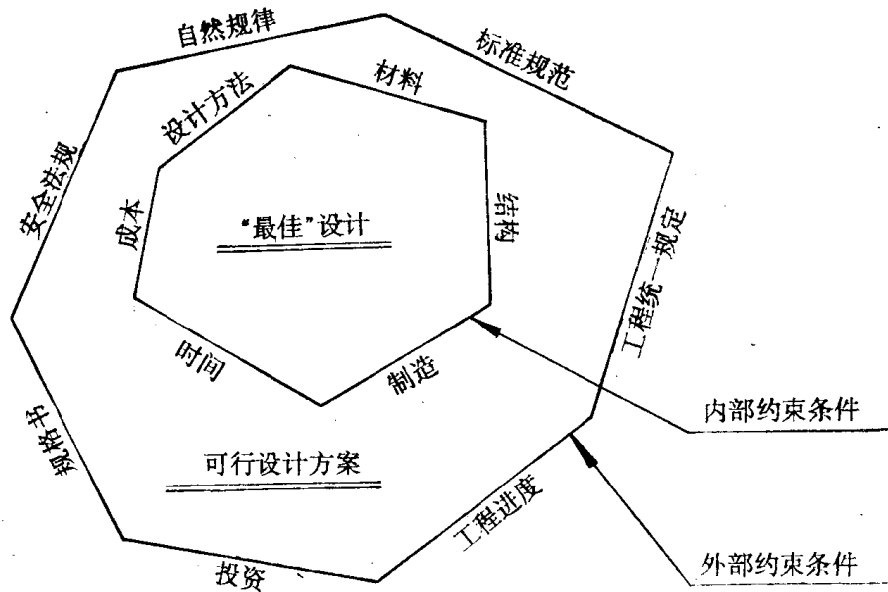 自然规律
标准规范
材料
设计方法
安全法规
成本
“最佳”设计
结构
工程统一规定
时间
制造
内部约束条件
规格书
可行设计方案
工程进度
投资
外部约束条件